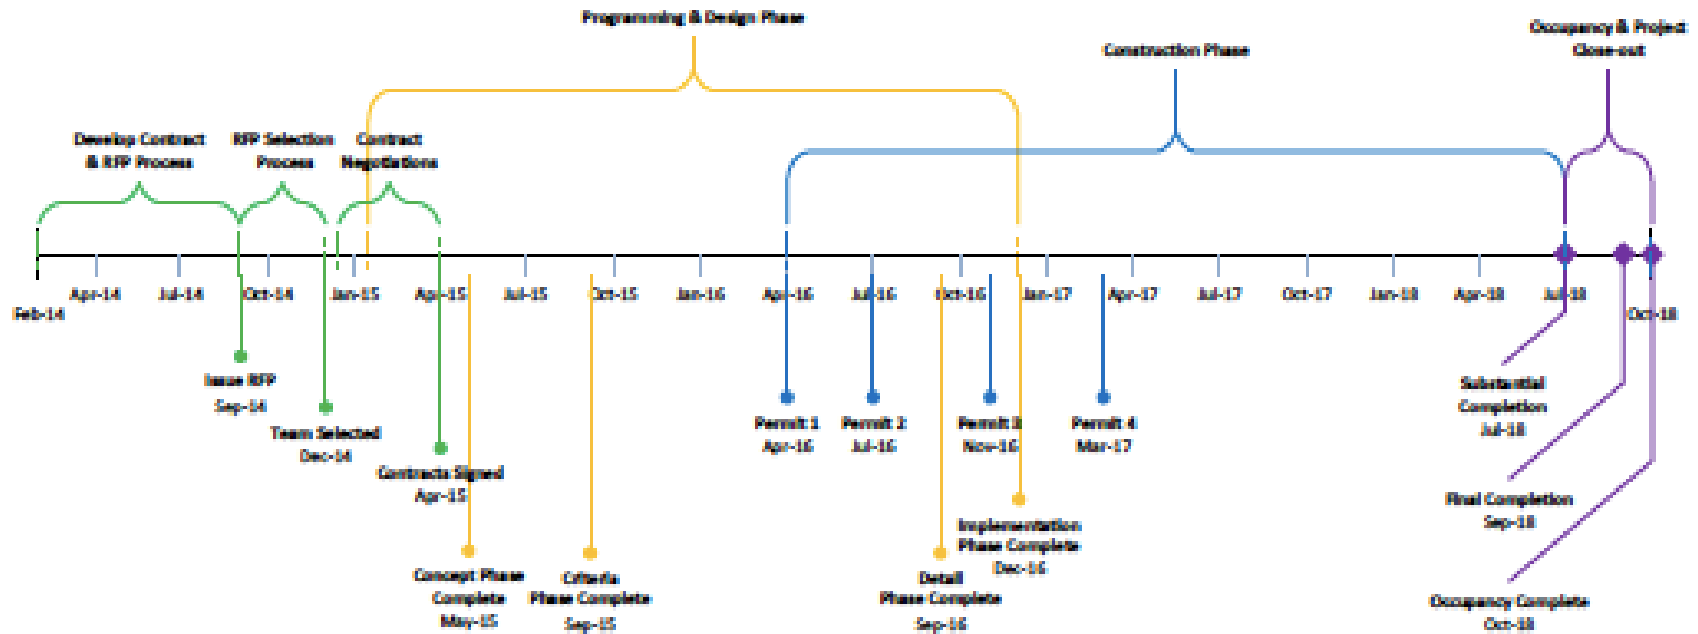 Programming & Design Phase
Occupancy & Project
Close-out
Construction Phase
Develop Contract
& RFP Process
RFP Selection
Process
Contract
Negotiations
Feb-14
Apr-14
Jul-14
Oct-14
Jan-15
Apr-15
Jul-15
Oct-15
Jan-16
Apr-16
Jul-16
Oct-16
Jan-17
Apr-17
Jul-17
Oct-17
Jan-18
Apr-18
Jul-18
Oct-18
Issue RFP
Sep-14
Team Selected
Dec-14
Contracts Signed
Apr-15
Concept Phase
Complete
May-15
Criteria
Phase Complete
Sep-15
Permit 1
Apr-16
Permit 2
Jul-16
Permit 3
Nov-16
Permit 4
Mar-17
Detail
Phase Complete
Sep-16
Implementation
Phase Complete
Dec-16
Substantial
Completion
Jul-18
Final Completion
Sep-18
Occupancy Complete
Oct-18